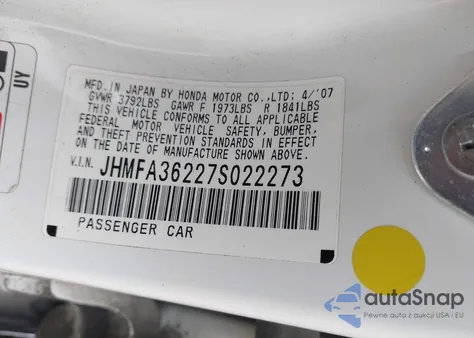 UY
MFD. IN JAPAN BY HONDA MOTOR CO.,LTD: 4/'07
GVWR 3792LBS GAWR F 1973LBS R 1841LBS
THIS VEHICLE CONFORMS TO ALL APPLICABLE
FEDERAL MOTOR VEHICLE SAFETY, BUMPER,
AND THEFT PREVENTION STANDARDS IN EFFECT
ON THE DATE OF MANUFACTURE SHOWN ABOVE.
V.I.N. JHMFA36227S022273
PASSENGER CAR
autoSnap
Pewne auta z aukcji USA i EU